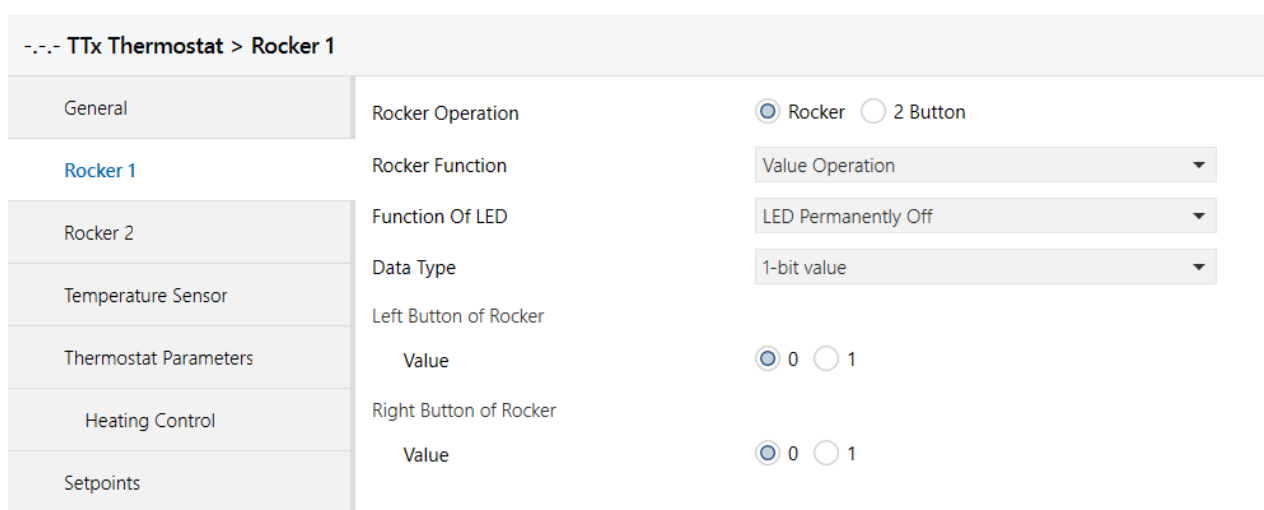 -.-.- TTx Thermostat > Rocker 1
General
Rocker 1
Rocker 2
Temperature Sensor
Thermostat Parameters
Heating Control
Setpoints
Rocker Operation Rocker 2 Button
Rocker Function Value Operation
Function Of LED LED Permanently Off
Data Type 1-bit value
Left Button of Rocker
Value 0 1
Right Button of Rocker
Value 0 1